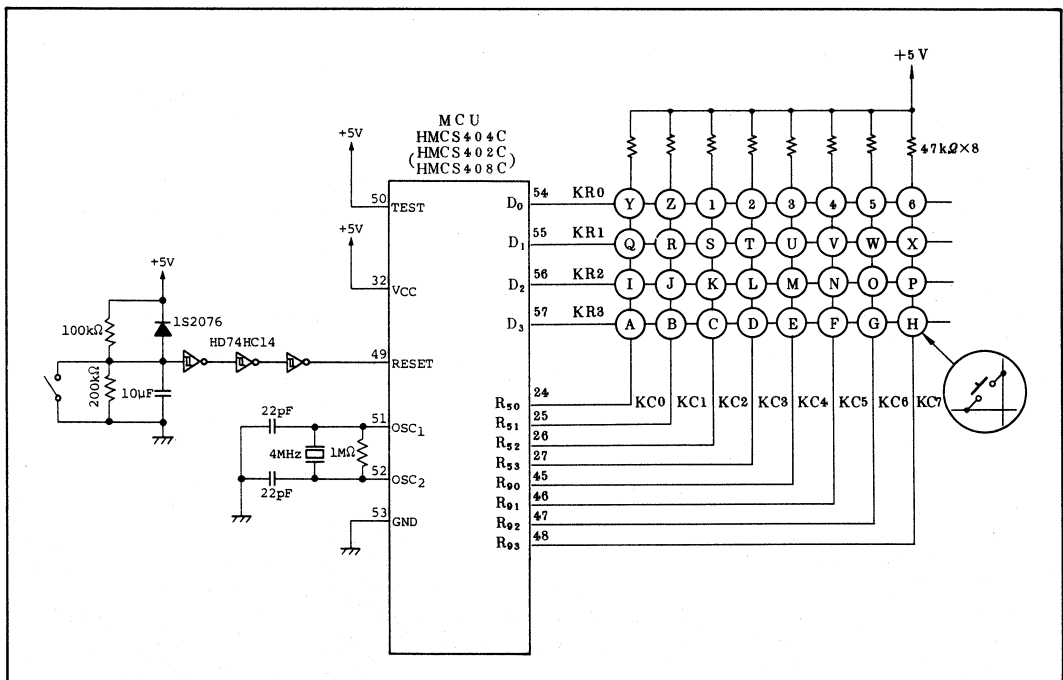 +5V
MCU
HMCS404C
(HMCS402C)
(HMCS408C)
+5V
47kΩ×8
50
TEST
54
D0
KR0
Y Z 1 2 3 4 5 6
+5V
55
D1
KR1
Q R S T U V W X
32
VCC
56
D2
KR2
I J K L M N O P
57
D3
KR3
A B C D E F G H
+5V
100kΩ
1S2076
HD74HC14
49
RESET
200kΩ
10μF
24
R50
KC0 KC1 KC2 KC3 KC4 KC5 KC6 KC7
25
R51
26
R52
27
R53
45
R90
46
R91
47
R92
48
R93
22pF
51
OSC1
4MHz
1MΩ
52
OSC2
22pF
53
GND